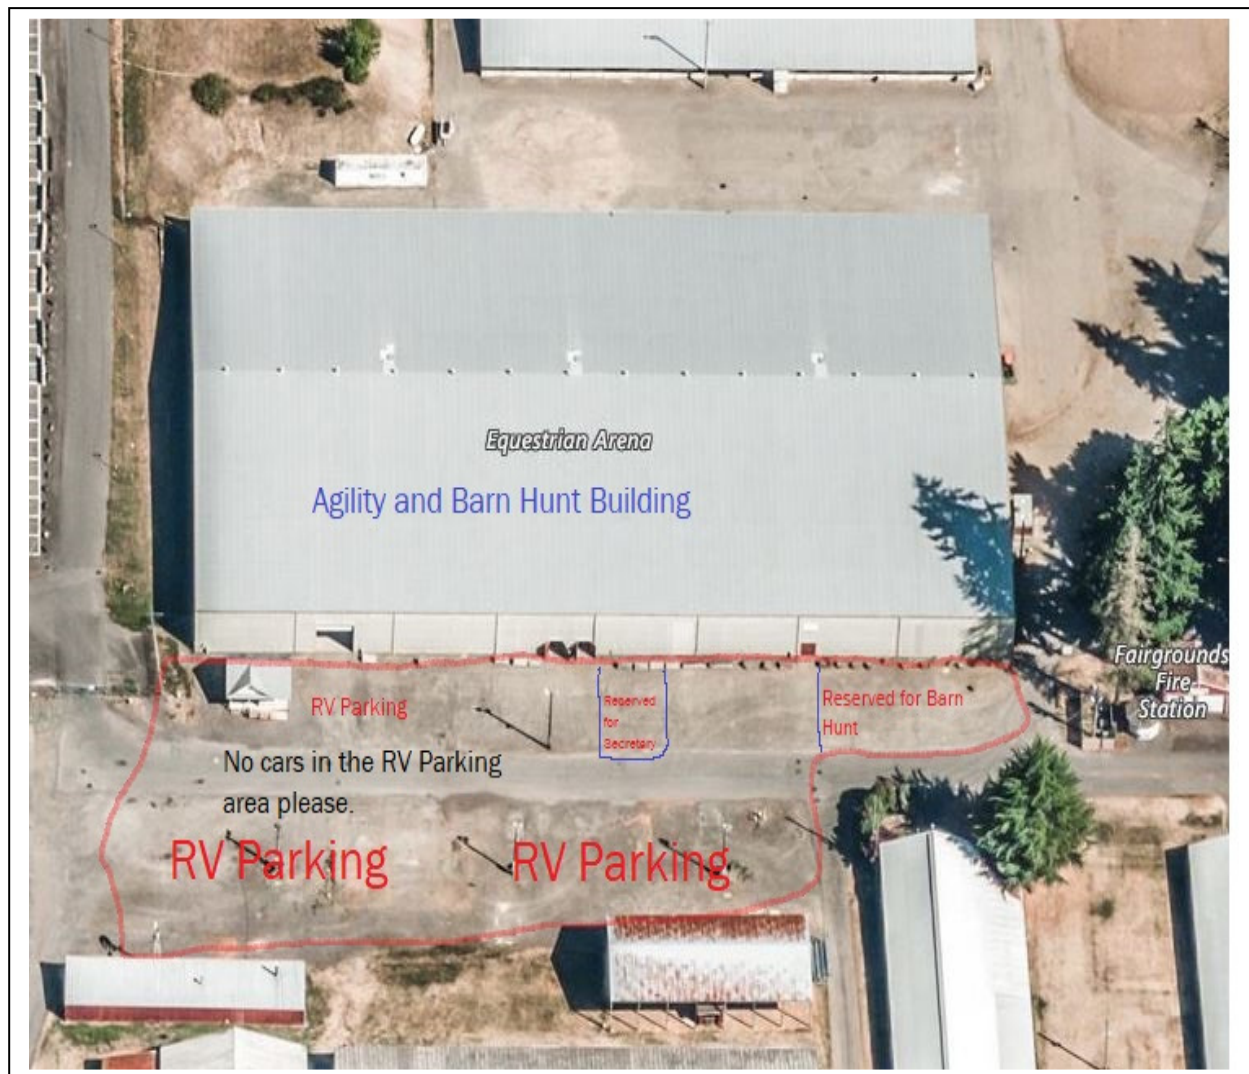 Equestrian Arena
Agility and Barn Hunt Building
Fairgrounds
Fire
Station
RV Parking
Reserved
for
Secretary
Reserved for Barn
Hunt
No cars in the RV Parking
area please.
RV Parking
RV Parking